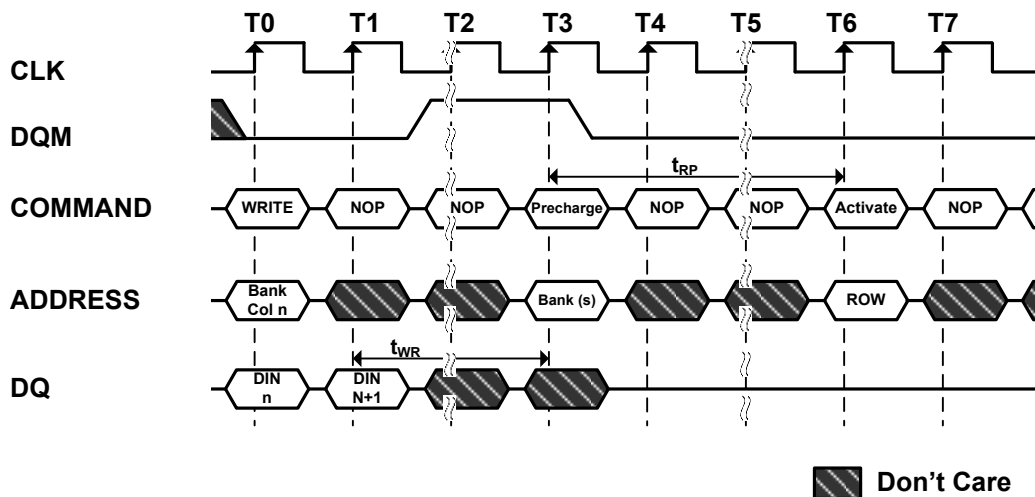 T0 T1 T2 T3 T4 T5 T6 T7
CLK
DQM
tRP
COMMAND WRITE NOP NOP Precharge NOP NOP Activate NOP
ADDRESS Bank Col n Bank (s) ROW
tWR
DQ DIN n DIN N+1
Don't Care